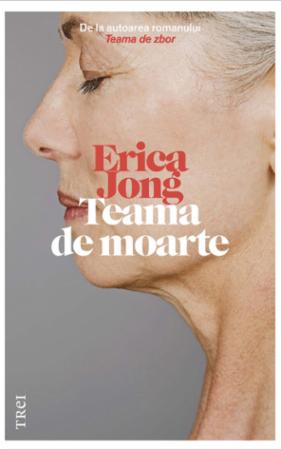 De la autoarea romanului
Teama de zbor
Erica
Jong
Teama
de moarte
TREI